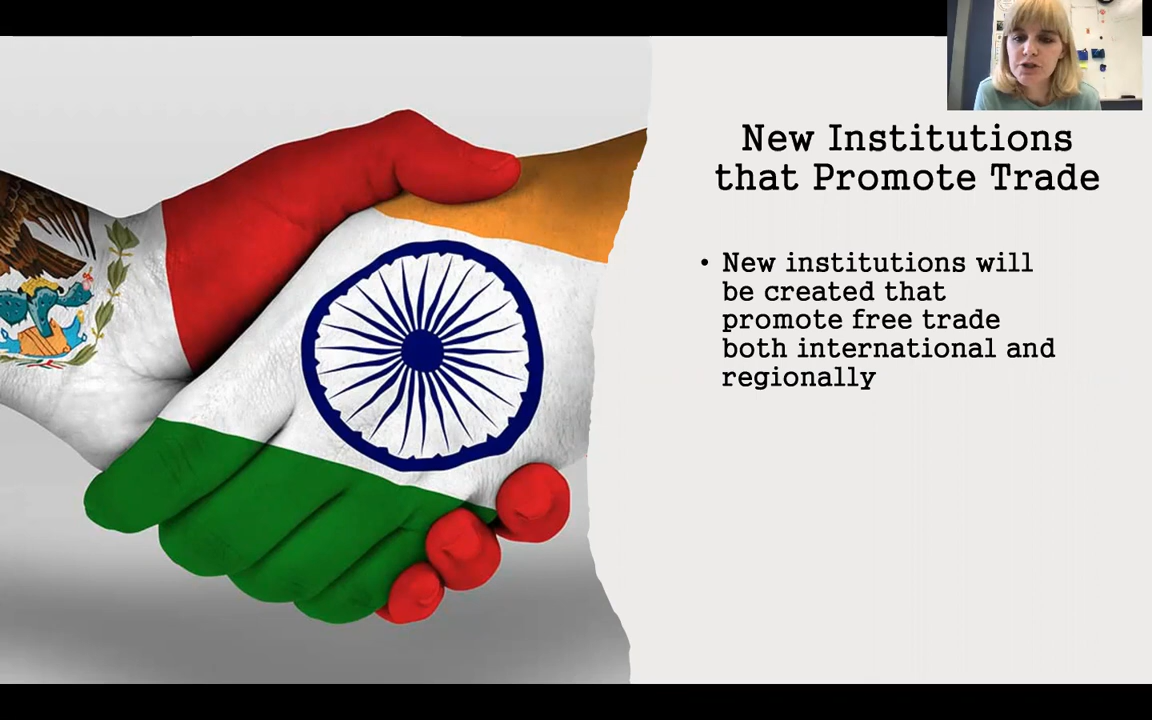 New Institutions
that Promote Trade
• New institutions will
be created that
promote free trade
both international and
regionally